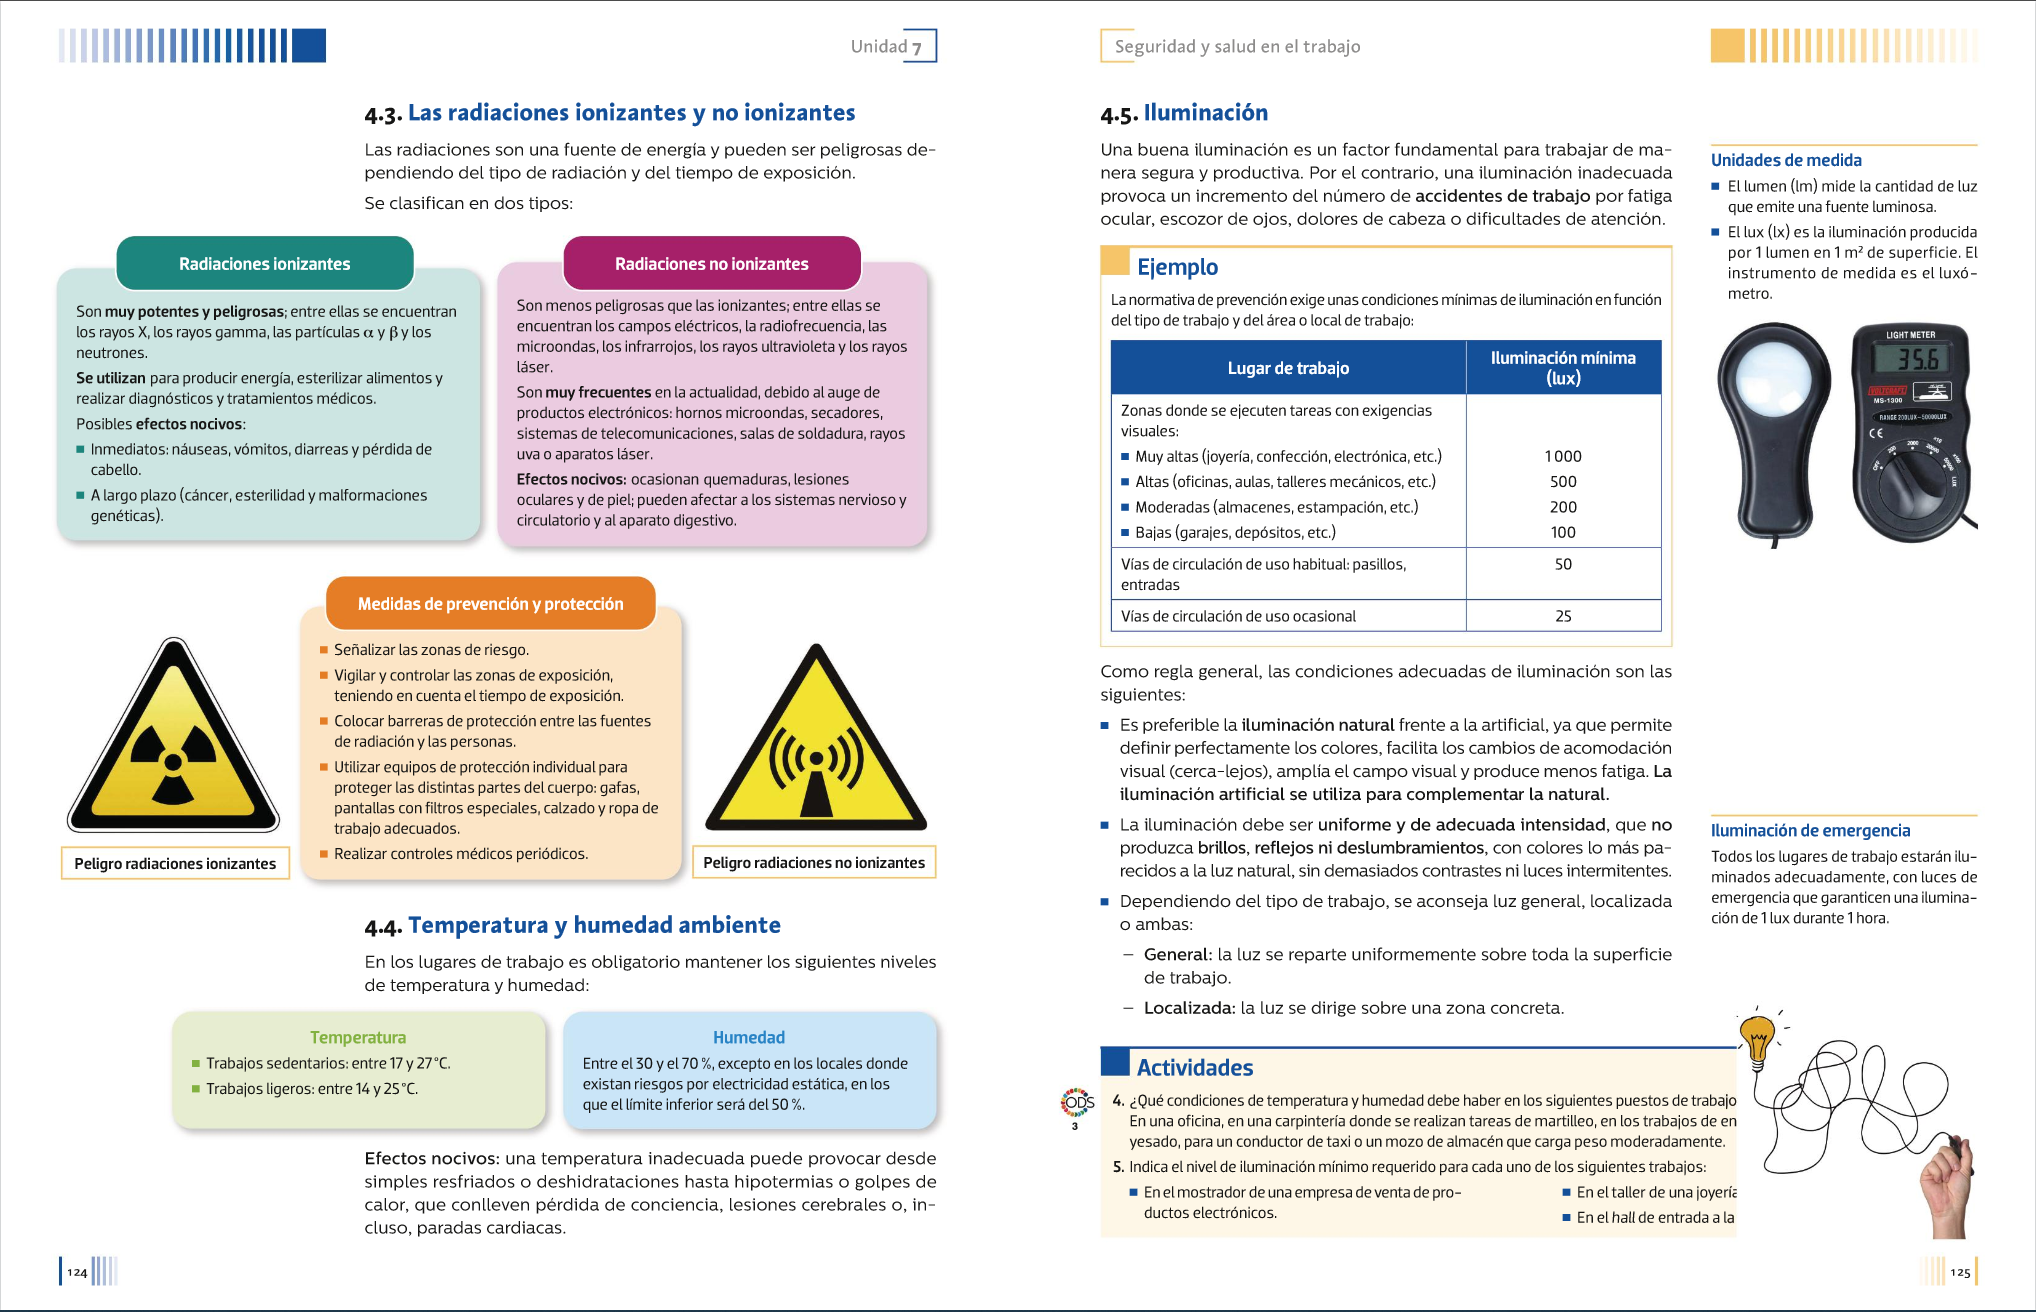 Unidad 7
4.3. Las radiaciones ionizantes y no ionizantes
Las radiaciones son una fuente de energía y pueden ser peligrosas de-
pendiendo del tipo de radiación y del tiempo de exposición.
Se clasifican en dos tipos:
Radiaciones ionizantes
Son muy potentes y peligrosas; entre ellas se encuentran
los rayos X, los rayos gamma, las partículas α y β y los
neutrones.
Se utilizan para producir energía, esterilizar alimentos y
realizar diagnósticos y tratamientos médicos.
Posibles efectos nocivos:
■ Inmediatos: náuseas, vómitos, diarreas y pérdida de
cabello.
■ A largo plazo (cáncer, esterilidad y malformaciones
genéticas).
Radiaciones no ionizantes
Son menos peligrosas que las ionizantes; entre ellas se
encuentran los campos eléctricos, la radiofrecuencia, las
microondas, los infrarrojos, los rayos ultravioleta y los rayos
láser.
Son muy frecuentes en la actualidad, debido al auge de
productos electrónicos: hornos microondas, secadores,
sistemas de telecomunicaciones, salas de soldadura, rayos
uva o aparatos láser.
Efectos nocivos: ocasionan quemaduras, lesiones
oculares y de piel; pueden afectar a los sistemas nervioso y
circulatorio y al aparato digestivo.
Medidas de prevención y protección
■ Señalizar las zonas de riesgo.
■ Vigilar y controlar las zonas de exposición,
teniendo en cuenta el tiempo de exposición.
■ Colocar barreras de protección entre las fuentes
de radiación y las personas.
■ Utilizar equipos de protección individual para
proteger las distintas partes del cuerpo: gafas,
pantallas con filtros especiales, calzado y ropa de
trabajo adecuados.
■ Realizar controles médicos periódicos.
Peligro radiaciones ionizantes
Peligro radiaciones no ionizantes
4.4. Temperatura y humedad ambiente
En los lugares de trabajo es obligatorio mantener los siguientes niveles
de temperatura y humedad:
Temperatura
■ Trabajos sedentarios: entre 17 y 27 °C.
■ Trabajos ligeros: entre 14 y 25 °C.
Humedad
Entre el 30 y el 70 %, excepto en los locales donde
existan riesgos por electricidad estática, en los
que el límite inferior será del 50 %.
Efectos nocivos: una temperatura inadecuada puede provocar desde
simples resfriados o deshidrataciones hasta hipotermias o golpes de
calor, que conlleven pérdida de conciencia, lesiones cerebrales o, in-
cluso, paradas cardiacas.
124
Seguridad y salud en el trabajo
4.5. Iluminación
Una buena iluminación es un factor fundamental para trabajar de ma-
nera segura y productiva. Por el contrario, una iluminación inadecuada
provoca un incremento del número de accidentes de trabajo por fatiga
ocular, escozor de ojos, dolores de cabeza o dificultades de atención.
Ejemplo
La normativa de prevención exige unas condiciones mínimas de iluminación en función
del tipo de trabajo y del área o local de trabajo:
Lugar de trabajo Iluminación mínima
(lux)
Zonas donde se ejecuten tareas con exigencias
visuales:
■ Muy altas (joyería, confección, electrónica, etc.) 1000
■ Altas (oficinas, aulas, talleres mecánicos, etc.) 500
■ Moderadas (almacenes, estampación, etc.) 200
■ Bajas (garajes, depósitos, etc.) 100
Vías de circulación de uso habitual: pasillos, 50
entradas
Vías de circulación de uso ocasional 25
Como regla general, las condiciones adecuadas de iluminación son las
siguientes:
■ Es preferible la iluminación natural frente a la artificial, ya que permite
definir perfectamente los colores, facilita los cambios de acomodación
visual (cerca-lejos), amplía el campo visual y produce menos fatiga. La
iluminación artificial se utiliza para complementar la natural.
■ La iluminación debe ser uniforme y de adecuada intensidad, que no
produzca brillos, reflejos ni deslumbramientos, con colores lo más pa-
recidos a la luz natural, sin demasiados contrastes ni luces intermitentes.
■ Dependiendo del tipo de trabajo, se aconseja luz general, localizada
o ambas:
– General: la luz se reparte uniformemente sobre toda la superficie
de trabajo.
– Localizada: la luz se dirige sobre una zona concreta.
Actividades
ODS
3
4. ¿Qué condiciones de temperatura y humedad debe haber en los siguientes puestos de trabajo
En una oficina, en una carpintería donde se realizan tareas de martilleo, en los trabajos de en
yesado, para un conductor de taxi o un mozo de almacén que carga peso moderadamente.
5. Indica el nivel de iluminación mínimo requerido para cada uno de los siguientes trabajos:
■ En el mostrador de una empresa de venta de pro-
ductos electrónicos.
■ En el taller de una joyería
■ En el hall de entrada a la
Unidades de medida
■ El lumen (lm) mide la cantidad de luz
que emite una fuente luminosa.
■ El lux (lx) es la iluminación producida
por 1 lumen en 1 m² de superficie. El
instrumento de medida es el luxó-
metro.
LIGHT METER
35.6
VOLTCRAFT
MS-1300
RANGE 200LUX~50000LUX
CE
OFF 200 2000
LUX
Iluminación de emergencia
Todos los lugares de trabajo estarán ilu-
minados adecuadamente, con luces de
emergencia que garanticen una ilumina-
ción de 1 lux durante 1 hora.
125